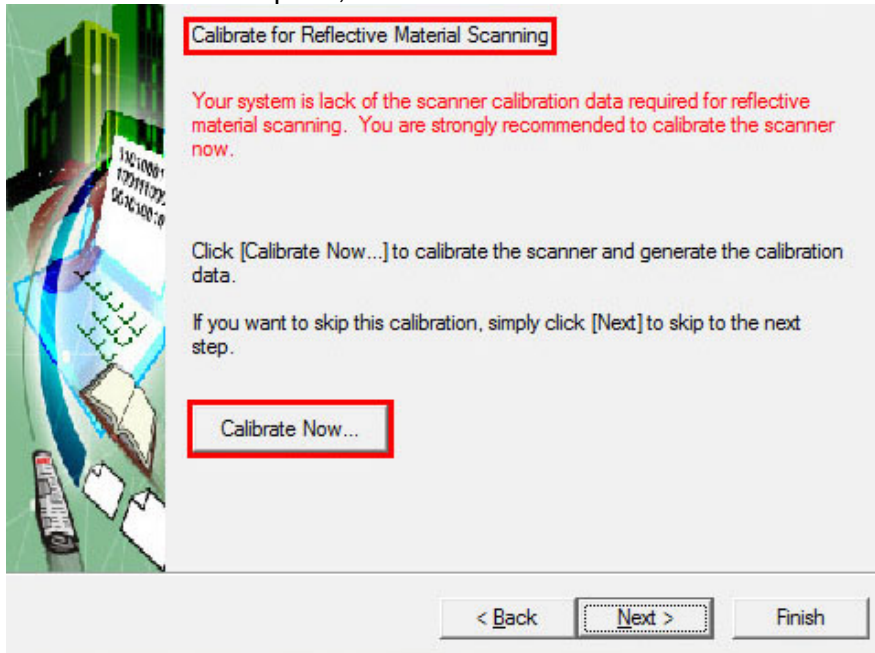 Calibrate for Reflective Material Scanning
Your system is lack of the scanner calibration data required for reflective
material scanning. You are strongly recommended to calibrate the scanner
now.
Click [Calibrate Now...] to calibrate the scanner and generate the calibration
data.
If you want to skip this calibration, simply click [Next] to skip to the next
step.
Calibrate Now...
< Back
Next >
Finish